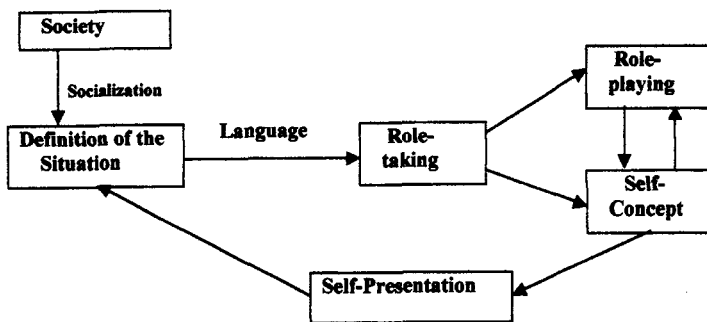 Society
Socialization
Definition of the
Situation
Language
Role-
taking
Role-
playing
Self-
Concept
Self-Presentation